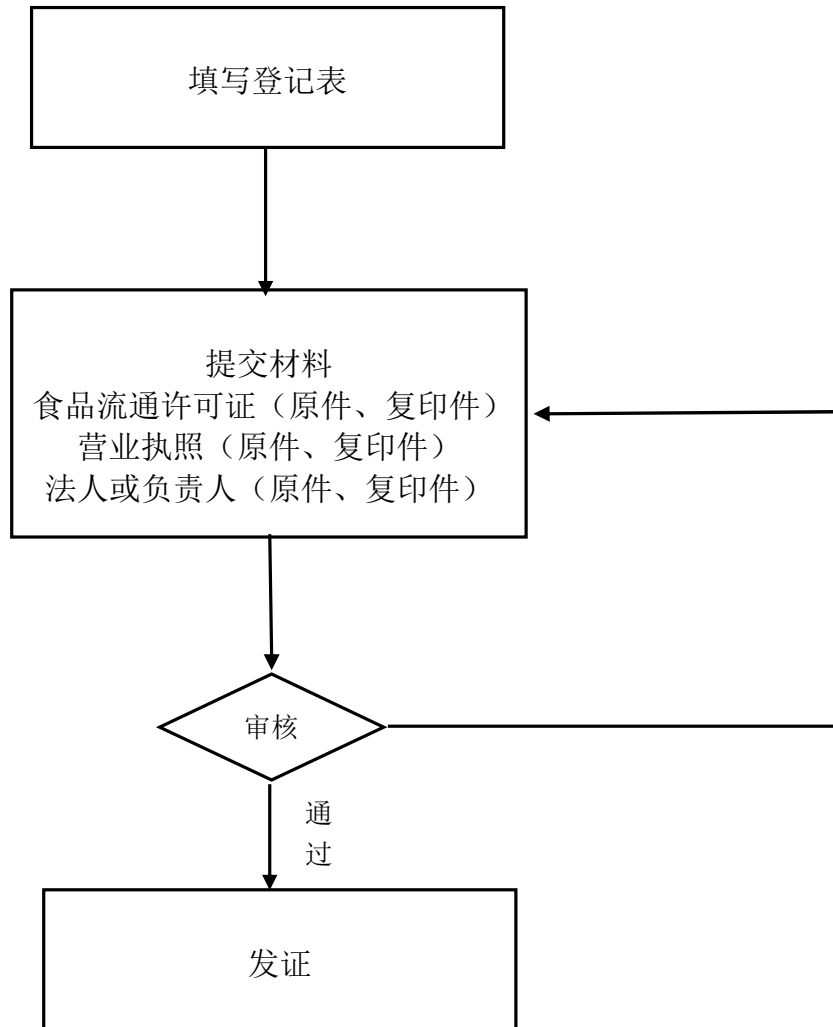 填写登记表
提交材料
食品流通许可证（原件、复印件）
营业执照（原件、复印件）
法人或负责人（原件、复印件）
审核
通
过
发证